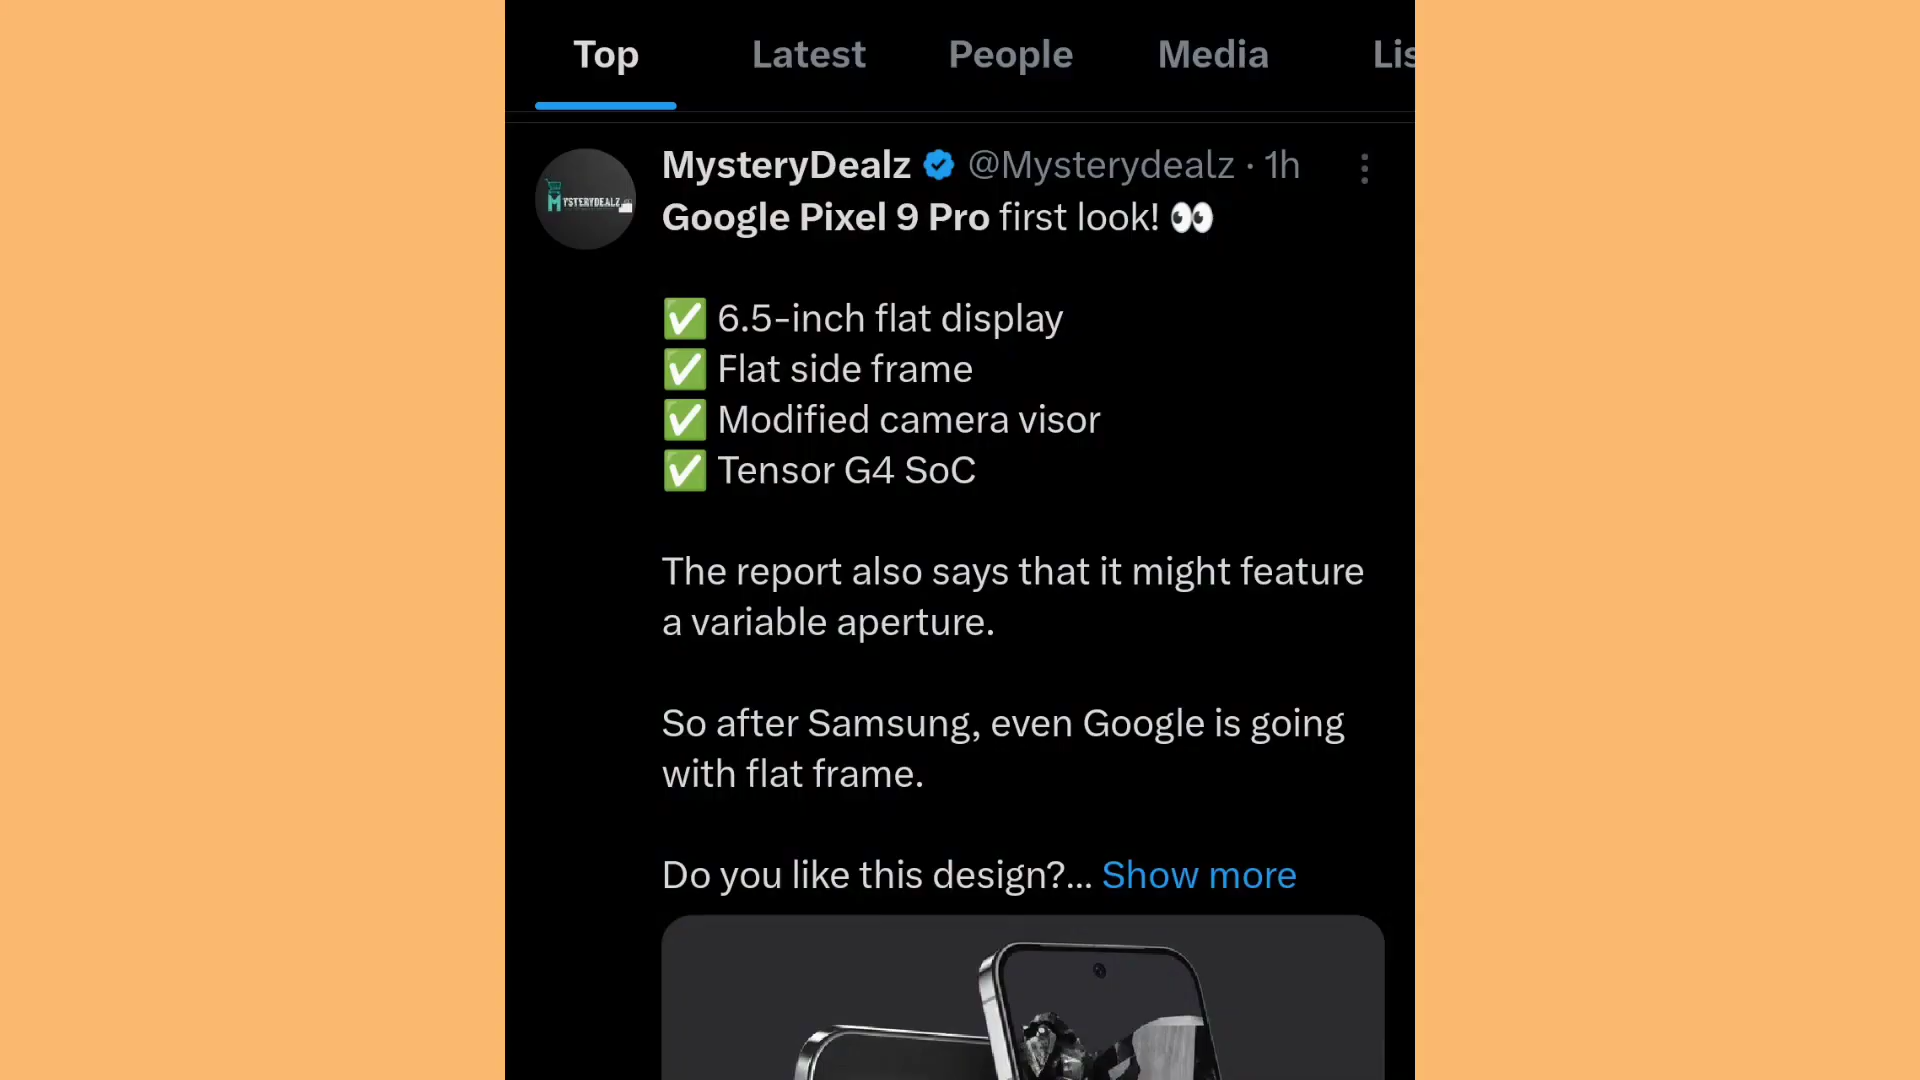 Top Latest People Media Lis
MysteryDealz @Mysterydealz · 1h
MYSTERYDEALZ
Google Pixel 9 Pro first look! 👀
✅ 6.5-inch flat display
✅ Flat side frame
✅ Modified camera visor
✅ Tensor G4 SoC
The report also says that it might feature
a variable aperture.
So after Samsung, even Google is going
with flat frame.
Do you like this design?... Show more